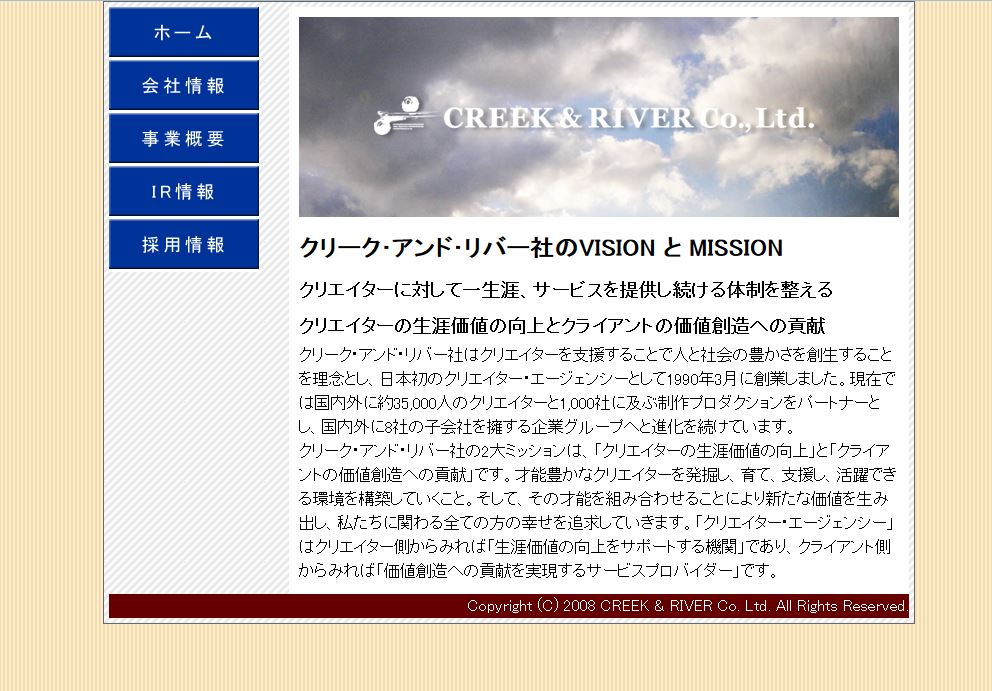 ホーム
会社情報
事業概要
IR情報
採用情報
CREEK & RIVER Co., Ltd.
クリーク・アンド・リバー社のVISION と MISSION
クリエイターに対して一生涯、サービスを提供し続ける体制を整える
クリエイターの生涯価値の向上とクライアントの価値創造への貢献
クリーク・アンド・リバー社はクリエイターを支援することで人と社会の豊かさを創生すること
を理念とし、日本初のクリエイター・エージェンシーとして1990年3月に創業しました。現在で
は国内外に約35,000人のクリエイターと1,000社に及ぶ制作プロダクションをパートナーと
し、国内外に8社の子会社を擁する企業グループへと進化を続けています。
クリーク・アンド・リバー社の2大ミッションは、「クリエイターの生涯価値の向上」と「クライア
ントの価値創造への貢献」です。才能豊かなクリエイターを発掘し、育て、支援し、活躍でき
る環境を構築していくこと。そして、その才能を組み合わせることにより新たな価値を生み
出し、私たちに関わる全ての方の幸せを追求していきます。「クリエイター・エージェンシー」
はクリエイター側からみれば「生涯価値の向上をサポートする機関」であり、クライアント側
からみれば「価値創造への貢献を実現するサービスプロバイダー」です。
Copyright (C) 2008 CREEK & RIVER Co. Ltd. All Rights Reserved.